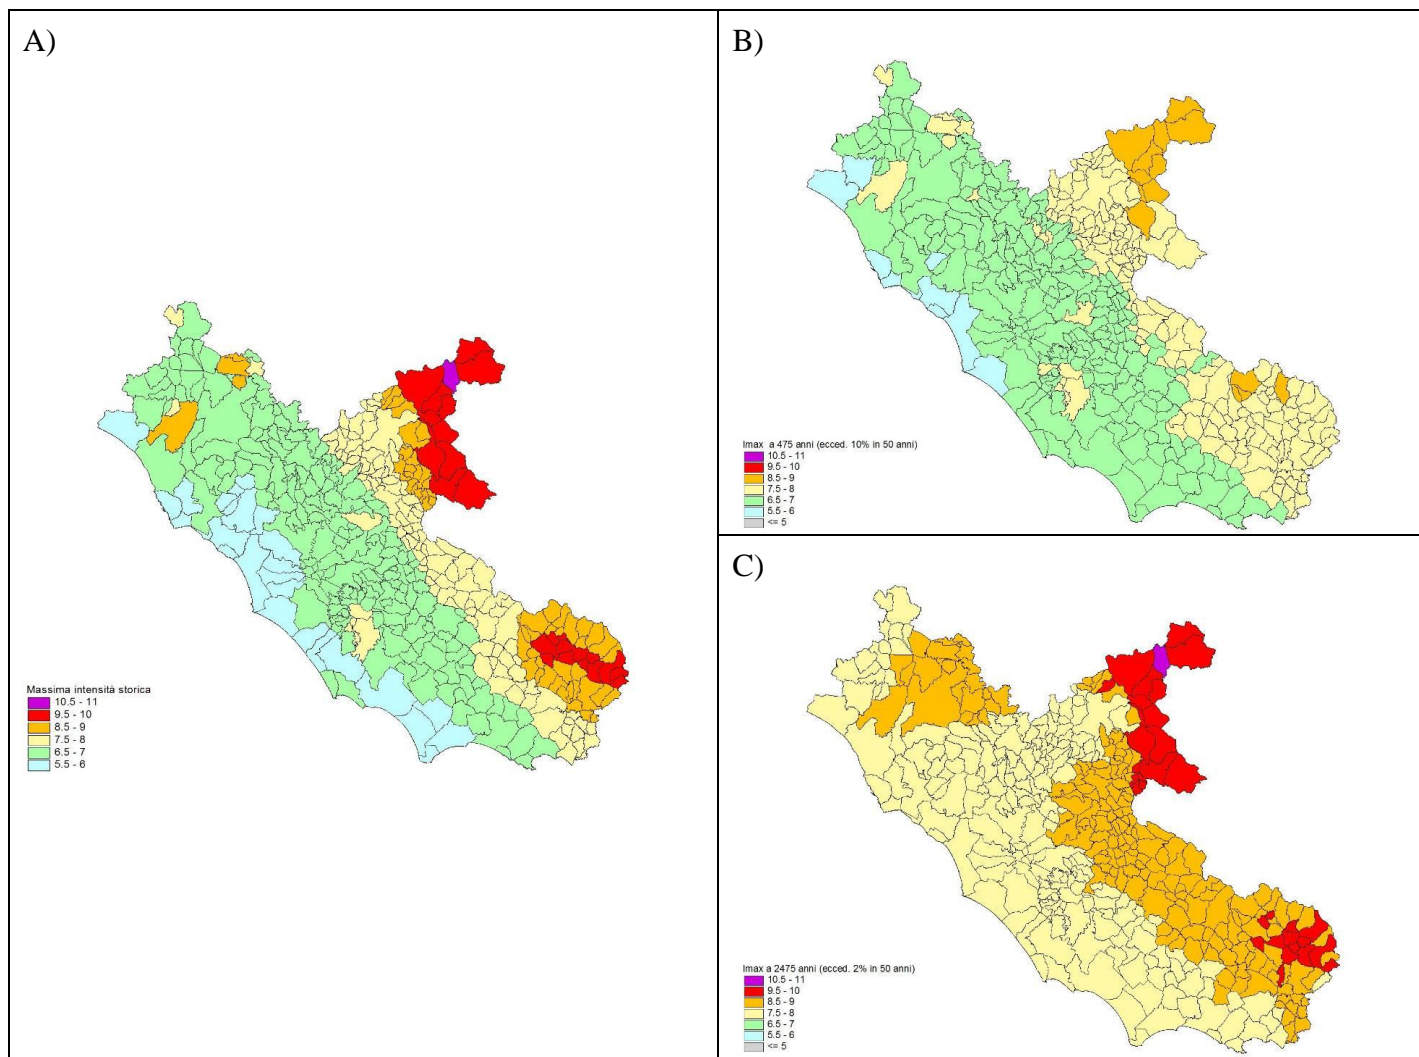 A)
Massima intensità storica
10.5 - 11
9.5 - 10
8.5 - 9
7.5 - 8
6.5 - 7
5.5 - 6
B)
Imax a 475 anni (ecced. 10% in 50 anni)
10.5 - 11
9.5 - 10
8.5 - 9
7.5 - 8
6.5 - 7
5.5 - 6
<= 5
C)
Imax a 2475 anni (ecced. 2% in 50 anni)
10.5 - 11
9.5 - 10
8.5 - 9
7.5 - 8
6.5 - 7
5.5 - 6
<= 5